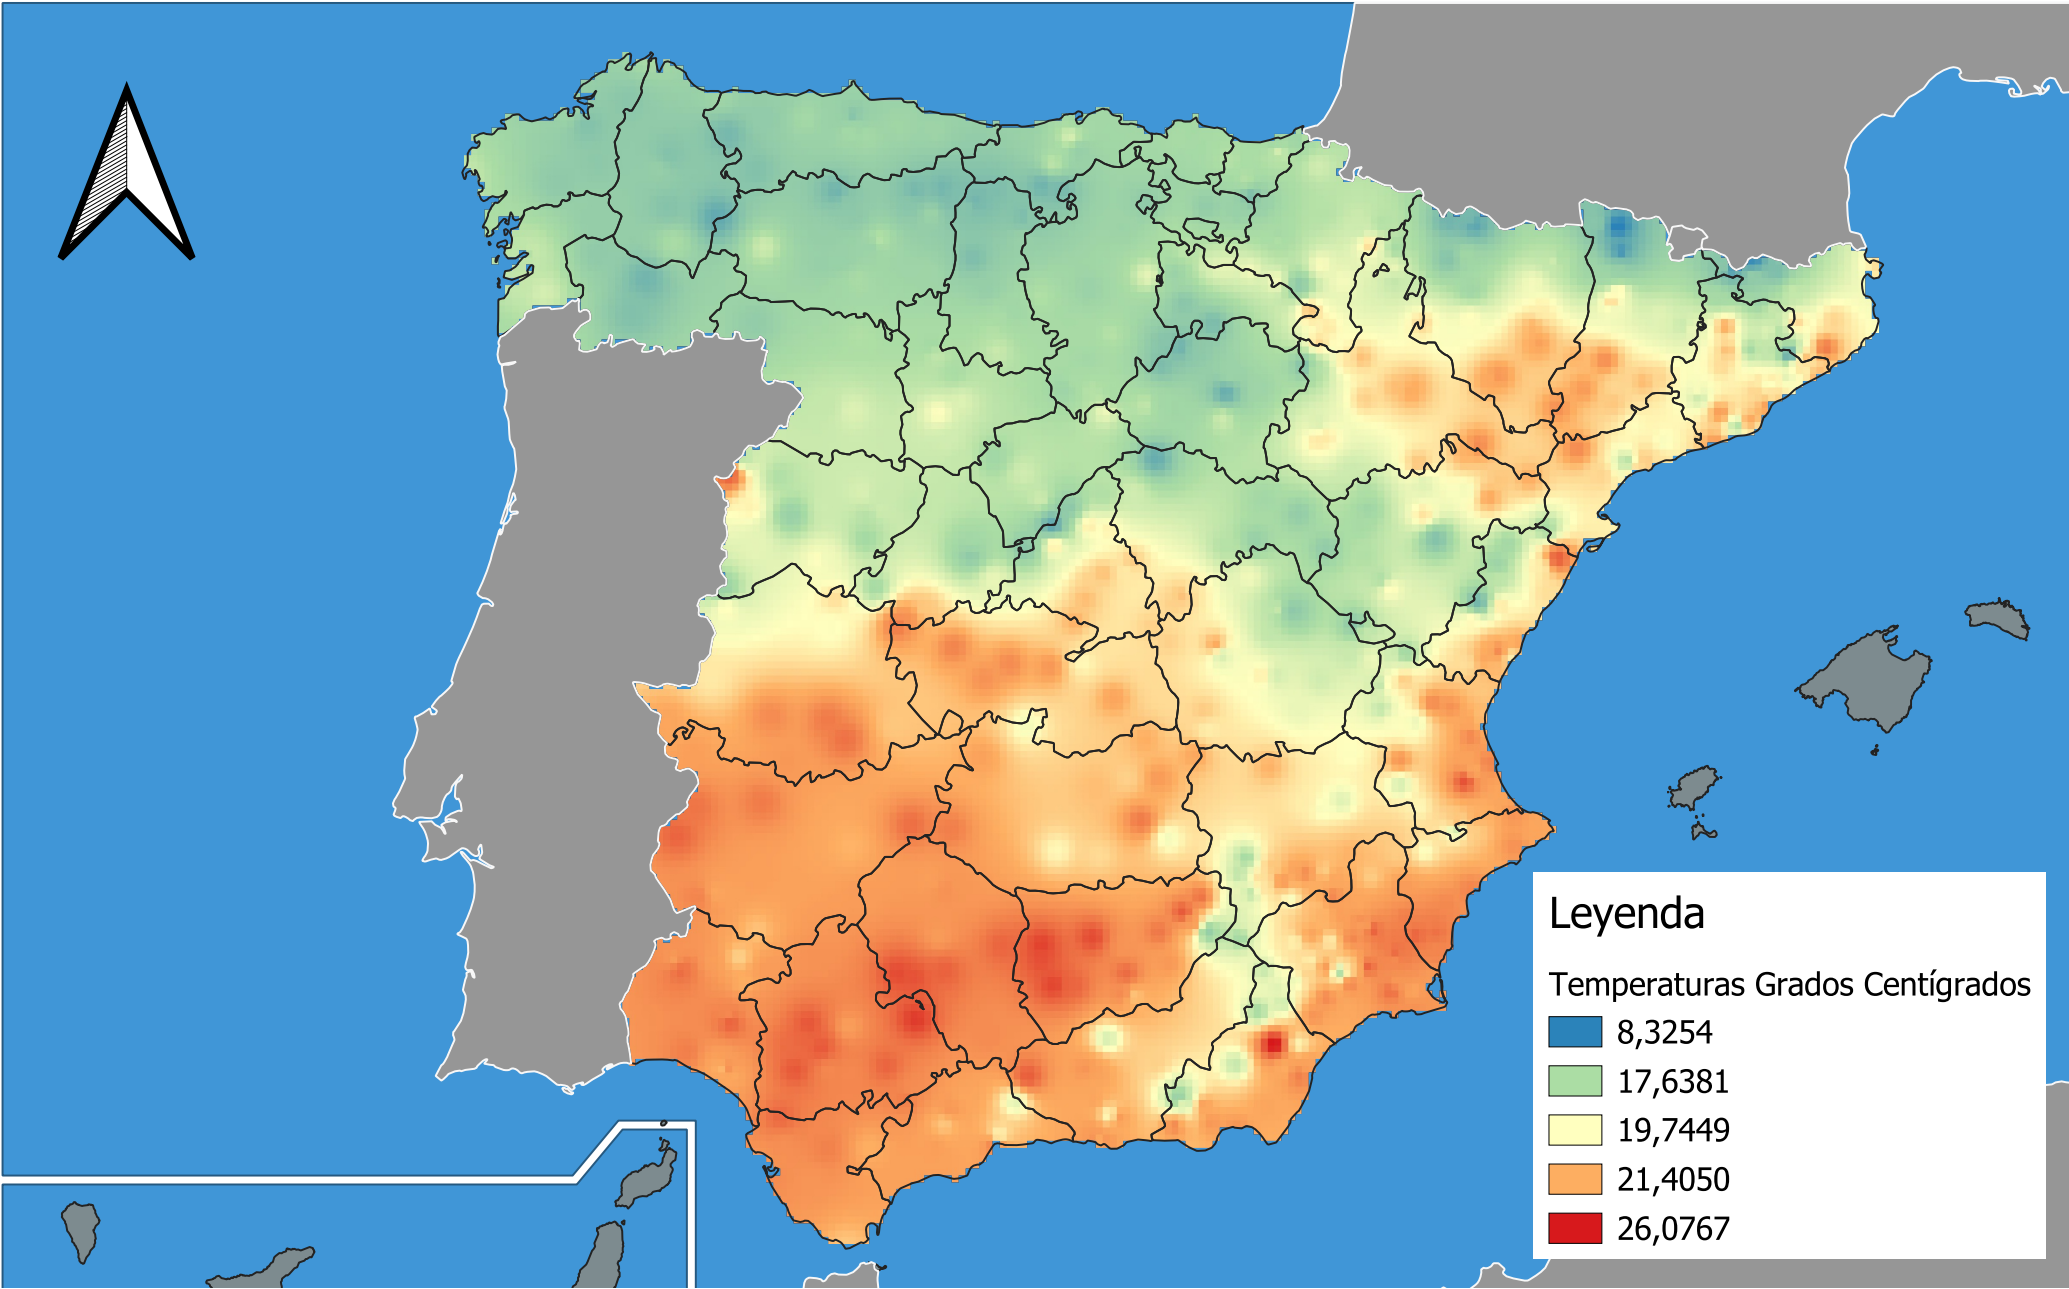 Leyenda
Temperaturas Grados Centígrados
8,3254
17,6381
19,7449
21,4050
26,0767